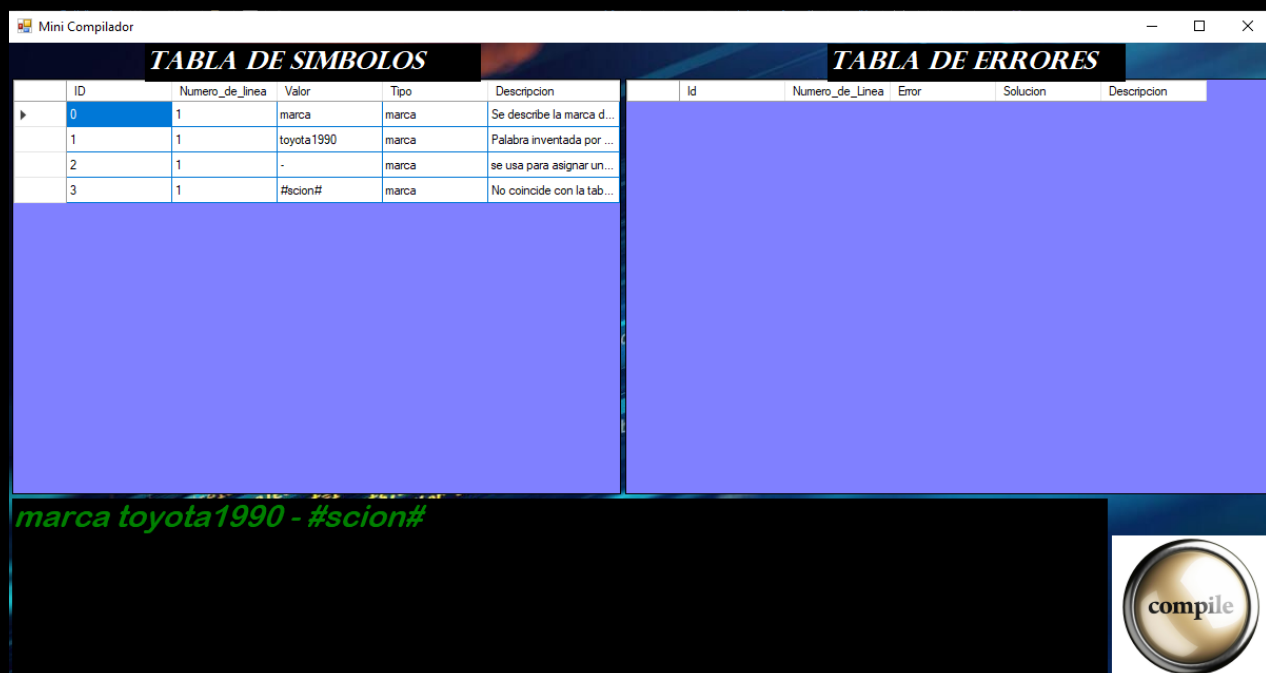 Mini Compilador
TABLA DE SIMBOLOS
TABLA DE ERRORES
ID Numero_de_linea Valor Tipo Descripcion
0 1 marca marca Se describe la marca d...
1 1 toyota1990 marca Palabra inventada por ...
2 1 - marca se usa para asignar un...
3 1 #scion# marca No coincide con la tab...
Id Numero_de_Linea Error Solucion Descripcion
marca toyota1990 - #scion#
compile